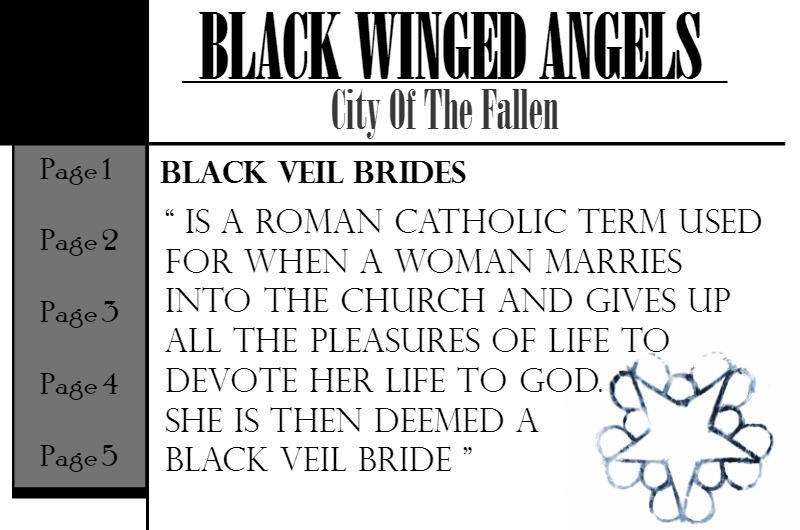 BLACK WINGED ANGELS
City Of The Fallen
Page 1
Page 2
Page 3
Page 4
Page 5
BLACK VEIL BRIDES
“ IS A ROMAN CATHOLIC TERM USED
FOR WHEN A WOMAN MARRIES
INTO THE CHURCH AND GIVES UP
ALL THE PLEASURES OF LIFE TO
DEVOTE HER LIFE TO GOD.
SHE IS THEN DEEMED A
BLACK VEIL BRIDE ”